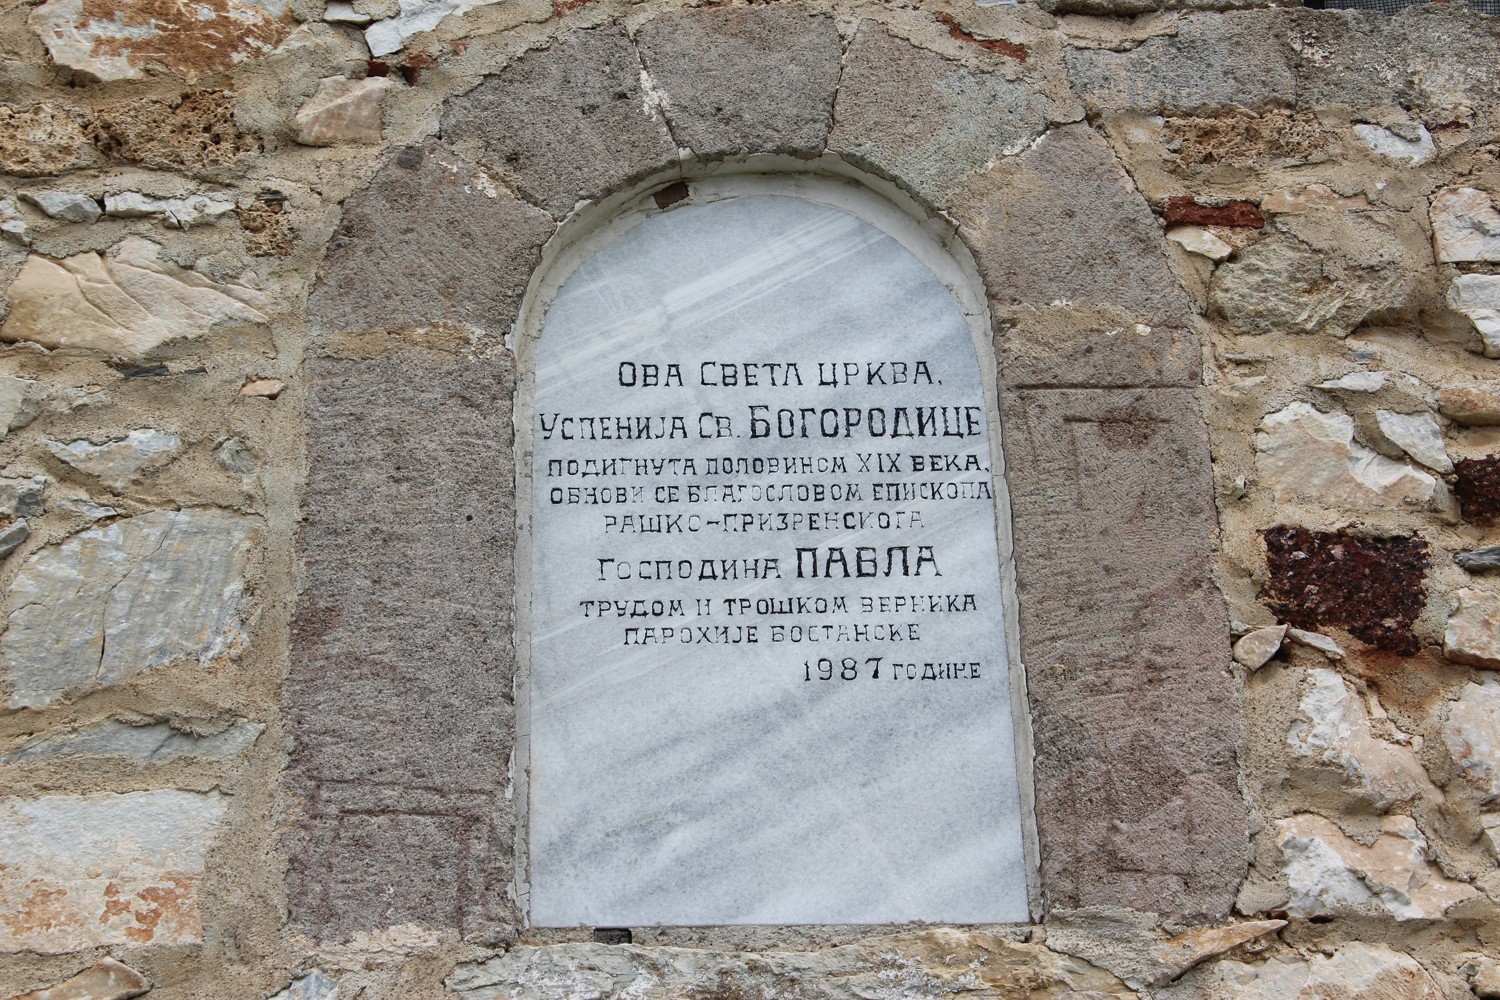 ОВА СВЕТА ЦРКВА,
УСПЕНИЈА СВ. БОГОРОДИЦЕ
ПОДИГНУТА ПОЛОВИНОМ XIX ВЕКА,
ОБНОВИ СЕ БЛАГОСЛОВОМ ЕПИСКОПА
РАШКО-ПРИЗРЕНСКОГА
ГОСПОДИНА ПАВЛА
ТРУДОМ И ТРОШКОМ ВЕРНИКА
ПАРОХИЈЕ БОСТАНСКЕ
1987 ГОДИНЕ